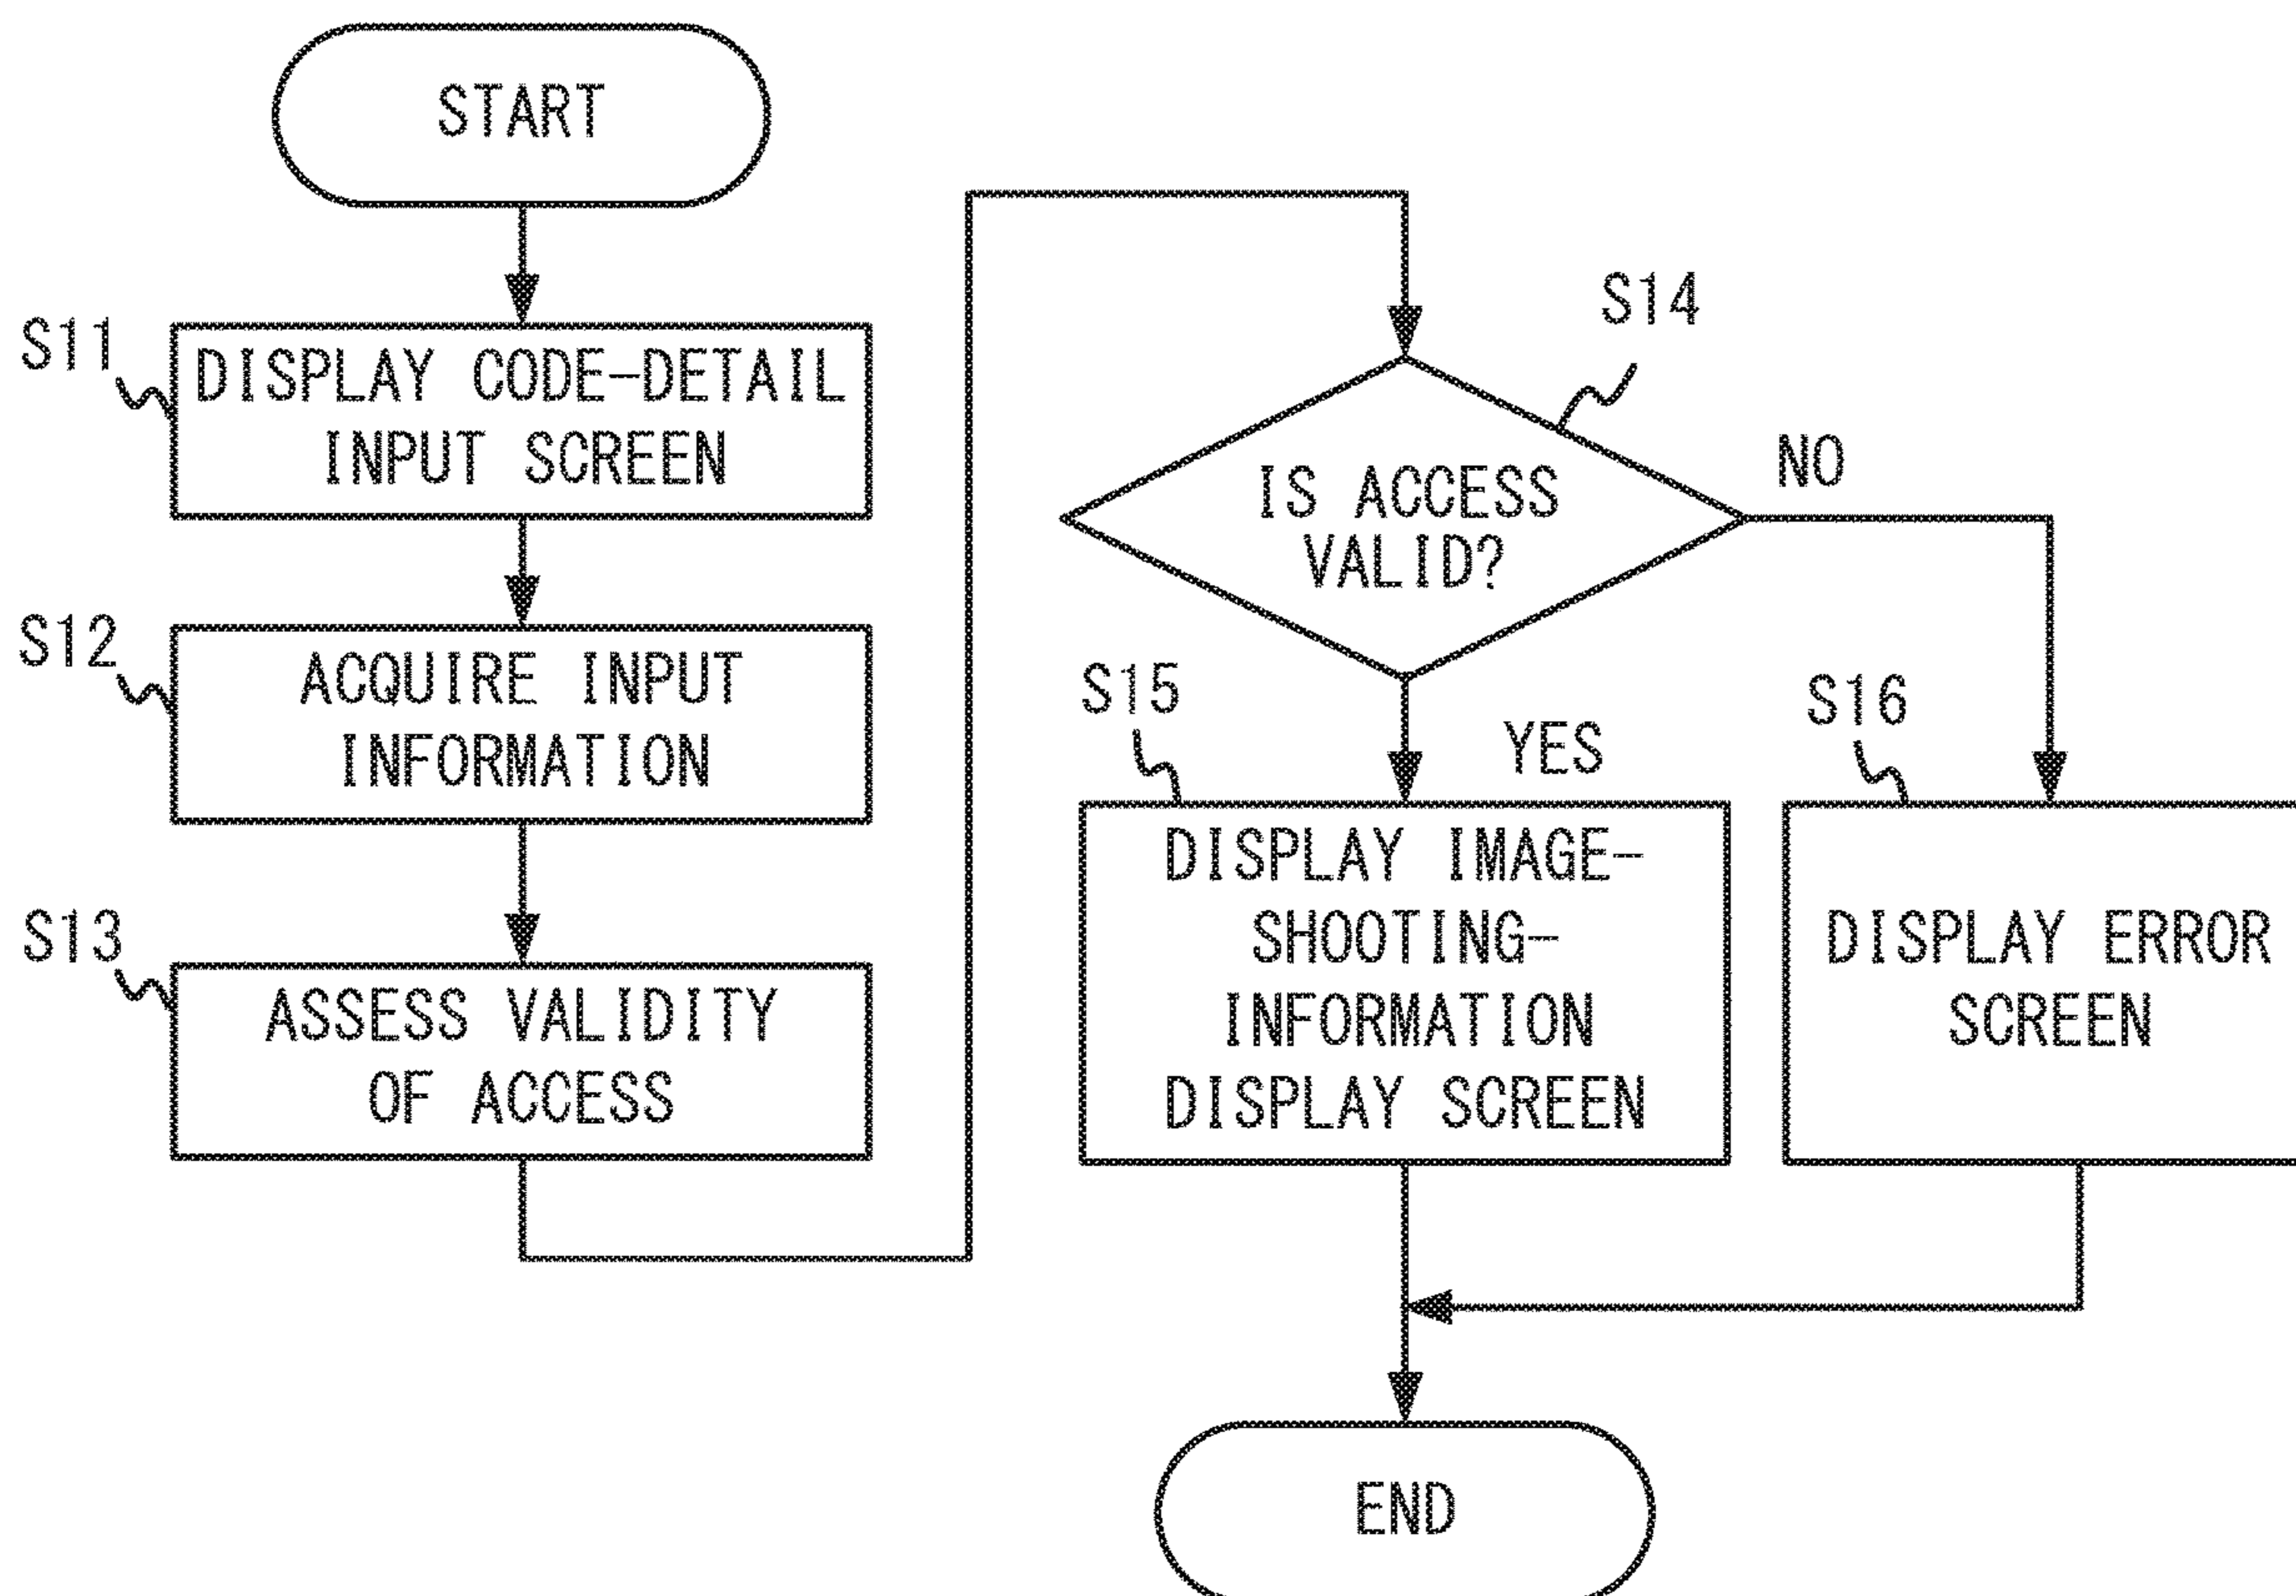 START
S11
DISPLAY CODE-DETAIL
INPUT SCREEN
S12
ACQUIRE INPUT
INFORMATION
S13
ASSESS VALIDITY
OF ACCESS
S14
IS ACCESS
VALID?
NO
YES
S15
DISPLAY IMAGE-
SHOOTING-
INFORMATION
DISPLAY SCREEN
S16
DISPLAY ERROR
SCREEN
END